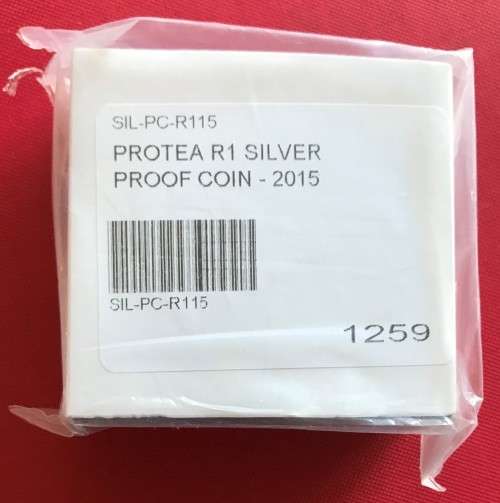 SIL-PC-R115
PROTEA R1 SILVER
PROOF COIN - 2015
SIL-PC-R115
1259